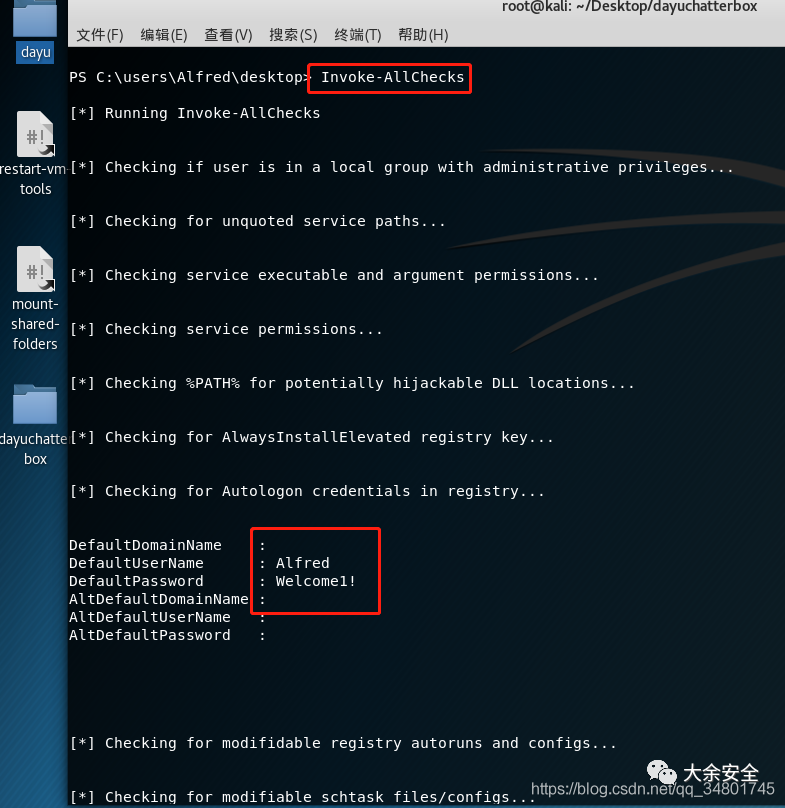 root@kali: ~/Desktop/dayuchatterbox
文件(F) 编辑(E) 查看(V) 搜索(S) 终端(T) 帮助(H)
dayu
restart-vm-
tools
mount-
shared-
folders
dayuchatte
box
PS C:\users\Alfred\desktop> Invoke-AllChecks
[*] Running Invoke-AllChecks
[*] Checking if user is in a local group with administrative privileges...
[*] Checking for unquoted service paths...
[*] Checking service executable and argument permissions...
[*] Checking service permissions...
[*] Checking %PATH% for potentially hijackable DLL locations...
[*] Checking for AlwaysInstallElevated registry key...
[*] Checking for Autologon credentials in registry...
DefaultDomainName    :
DefaultUserName      : Alfred
DefaultPassword      : Welcome1!
AltDefaultDomainName :
AltDefaultUserName   :
AltDefaultPassword   :
[*] Checking for modifidable registry autoruns and configs...
[*] Checking for modifiable schtask files/configs...
大余安全
https://blog.csdn.net/qq_34801745